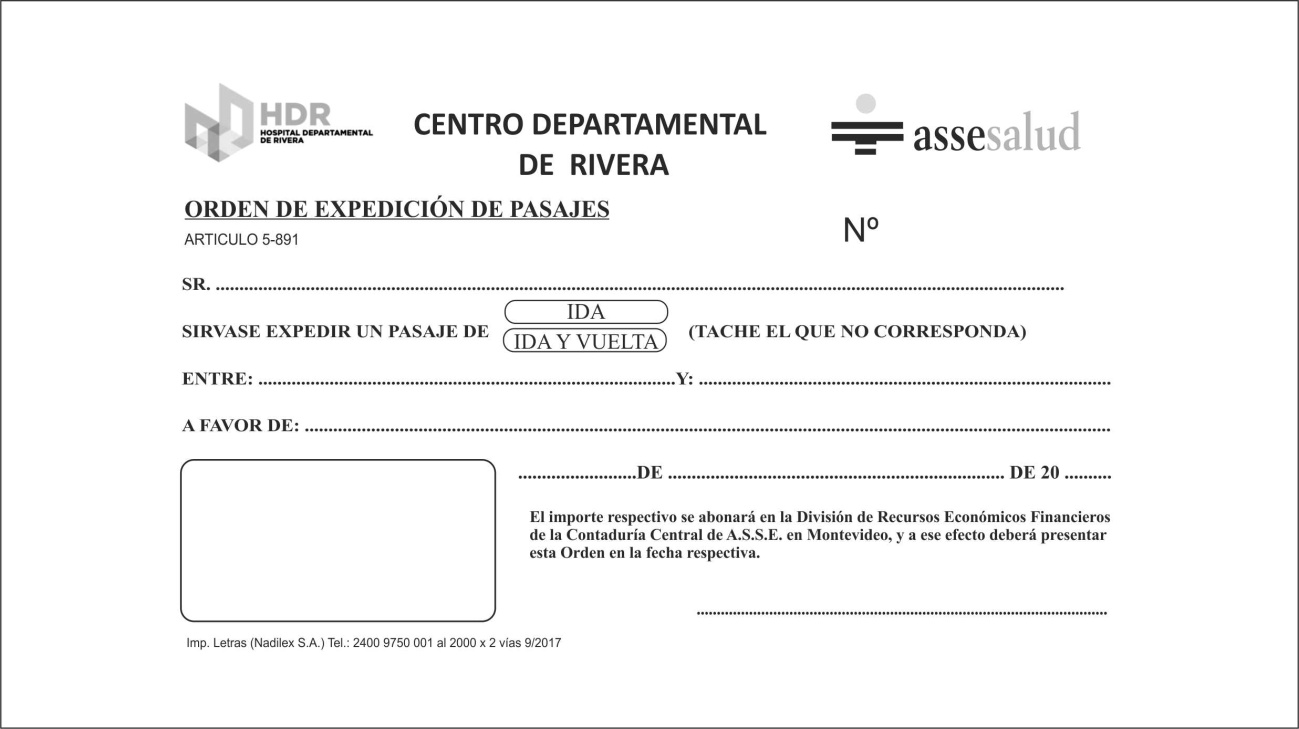 HDR
HOSPITAL DEPARTAMENTAL
DE RIVERA
CENTRO DEPARTAMENTAL
DE RIVERA
assesalud
ORDEN DE EXPEDICIÓN DE PASAJES
ARTICULO 5-891
Nº
SR. ....................................................................................................
SIRVASE EXPEDIR UN PASAJE DE
IDA
IDA Y VUELTA
(TACHE EL QUE NO CORRESPONDA)
ENTRE: ..................................................Y: ..................................................
A FAVOR DE: ....................................................................................................
.........................DE ....................................................................... DE 20 ..........
El importe respectivo se abonará en la División de Recursos Económicos Financieros
de la Contaduría Central de A.S.S.E. en Montevideo, y a ese efecto deberá presentar
esta Orden en la fecha respectiva.
Imp. Letras (Nadilex S.A.) Tel.: 2400 9750 001 al 2000 x 2 vías 9/2017